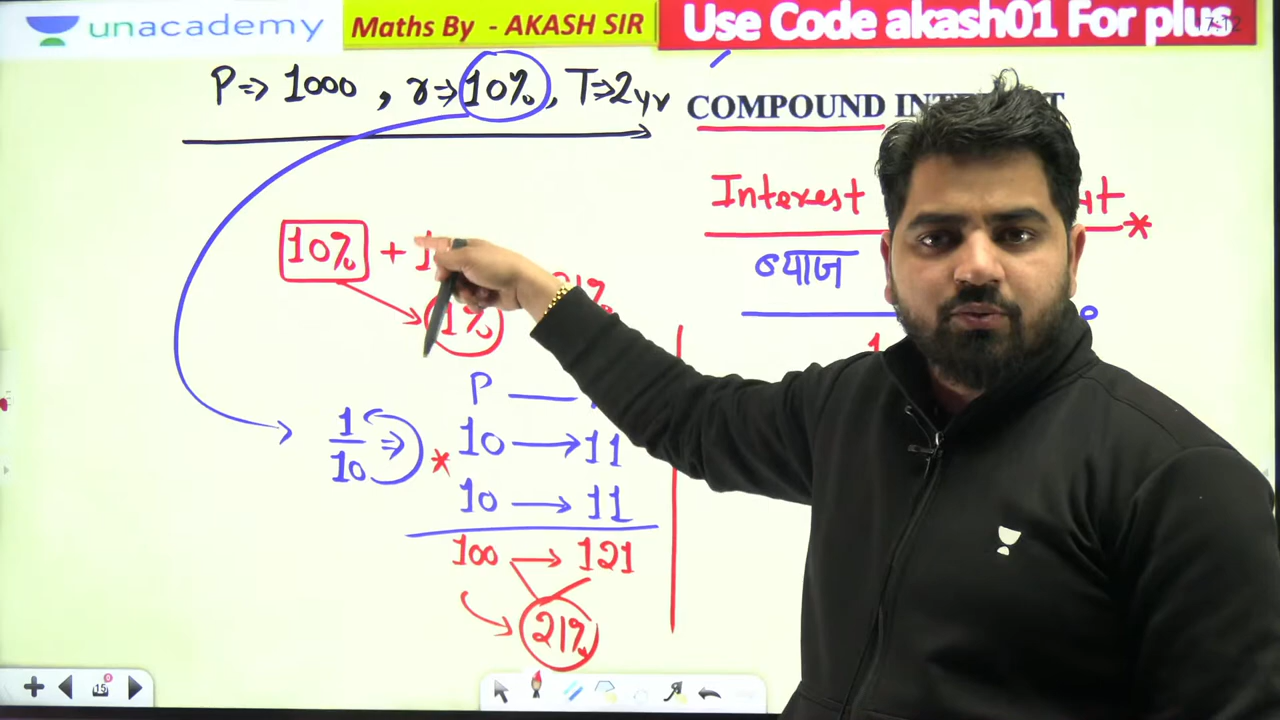 unacademy
Maths By - AKASH SIR
Use Code akash01 For plus
P => 1000 , r => 10% , T => 2yr
COMPOUND
Interest
*
ब्याज
10% +
1%
1/10 =>
P
* 10 → 11
10 → 11
100 → 121
21%
15